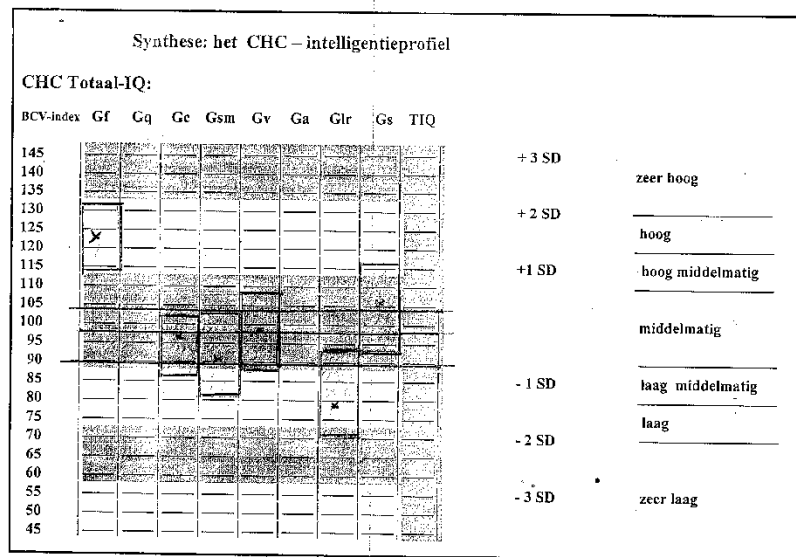 Synthese: het CHC – intelligentieprofiel
CHC Totaal-IQ:
BCV-index Gf Gq Gc Gsm Gv Ga Glr Gs TIQ
145
140
135
130
125
120
115
110
105
100
95
90
85
80
75
70
65
60
55
50
45
+ 3 SD
+ 2 SD
+1 SD
- 1 SD
- 2 SD
- 3 SD
zeer hoog
hoog
hoog middelmatig
middelmatig
laag middelmatig
laag
zeer laag